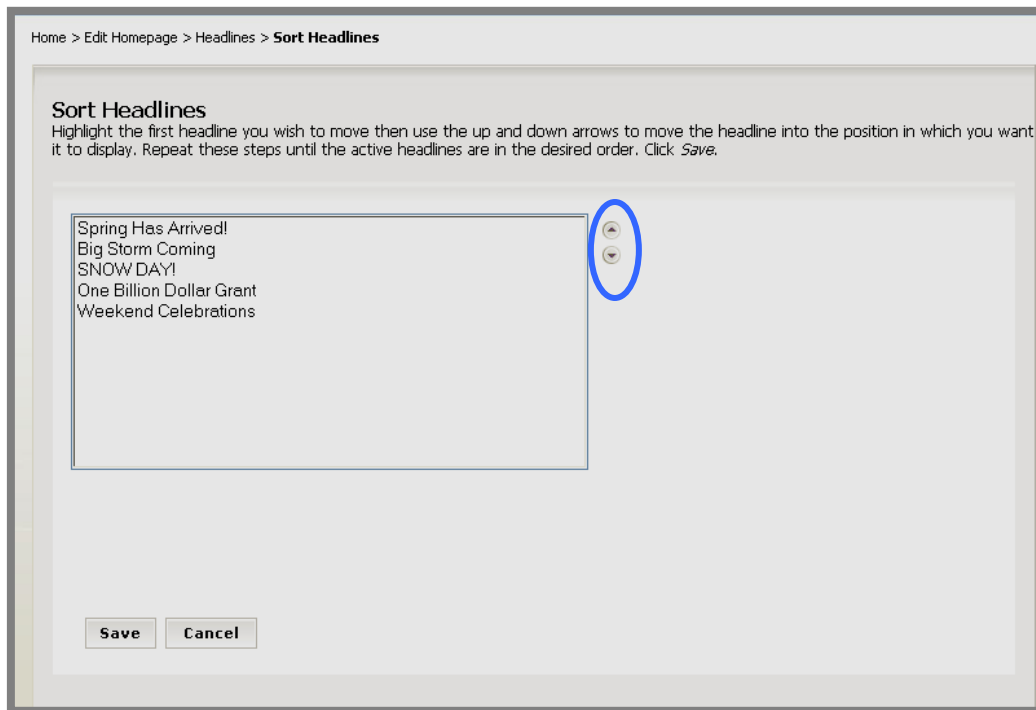 Home > Edit Homepage > Headlines > Sort Headlines
Sort Headlines
Highlight the first headline you wish to move then use the up and down arrows to move the headline into the position in which you want
it to display. Repeat these steps until the active headlines are in the desired order. Click Save.
Spring Has Arrived!
Big Storm Coming
SNOW DAY!
One Billion Dollar Grant
Weekend Celebrations
Save Cancel